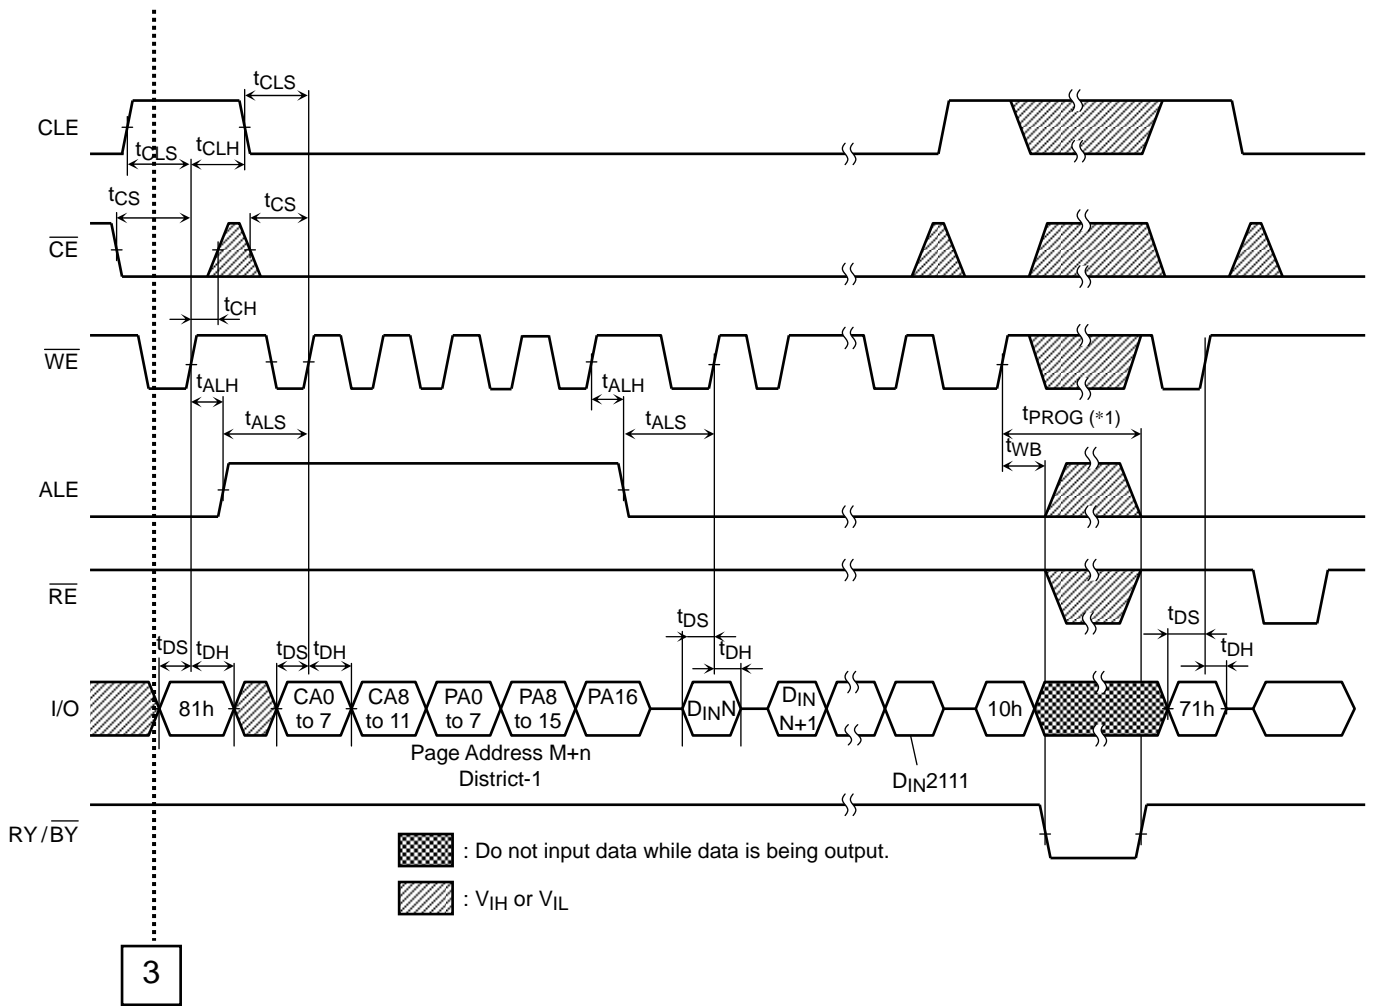 tCLS
CLE
tCLS
tCLH
tCS
tCS
CE
tCH
WE
tALH
tALH
tALS
tALS
tPROG (*1)
tWB
ALE
RE
tDS
tDH
tDS
tDH
tDS
tDH
tDS
tDH
I/O
81h
CA0
to 7
CA8
to 11
PA0
to 7
PA8
to 15
PA16
DINN
DIN
N+1
10h
71h
Page Address M+n
District-1
DIN2111
RY/BY
: Do not input data while data is being output.
: VIH or VIL
3